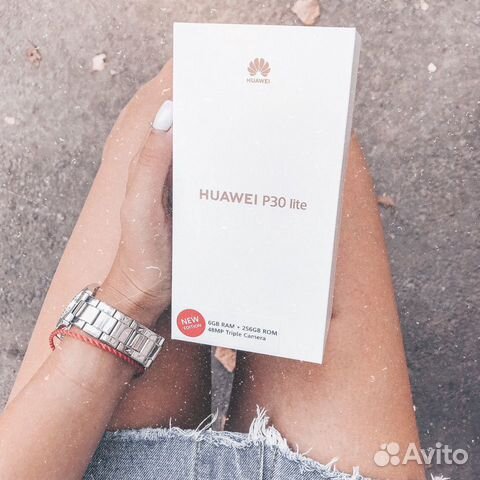 HUAWEI
HUAWEI P30 lite
NEW
EDITION
6GB RAM + 256GB ROM
48MP Triple Camera
Avito